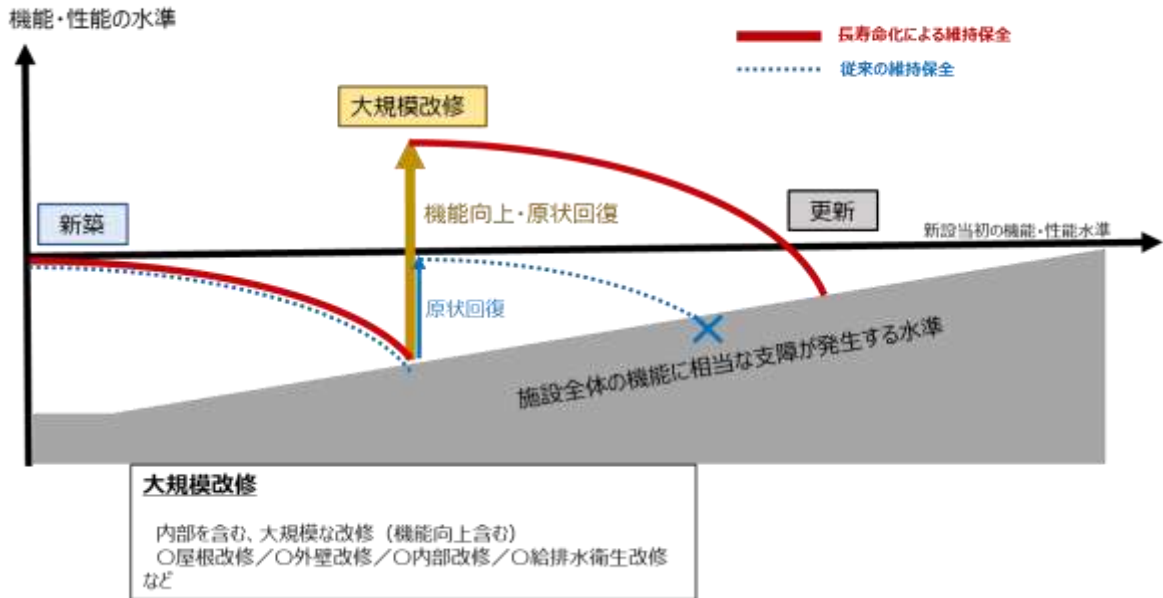 機能・性能の水準
長寿命化による維持保全
従来の維持保全
大規模改修
新築
機能向上・原状回復
更新
新設当初の機能・性能水準
原状回復
施設全体の機能に相当な支障が発生する水準
大規模改修
内部を含む、大規模な改修（機能向上含む）
○屋根改修／○外壁改修／○内部改修／○給排水衛生改修
など